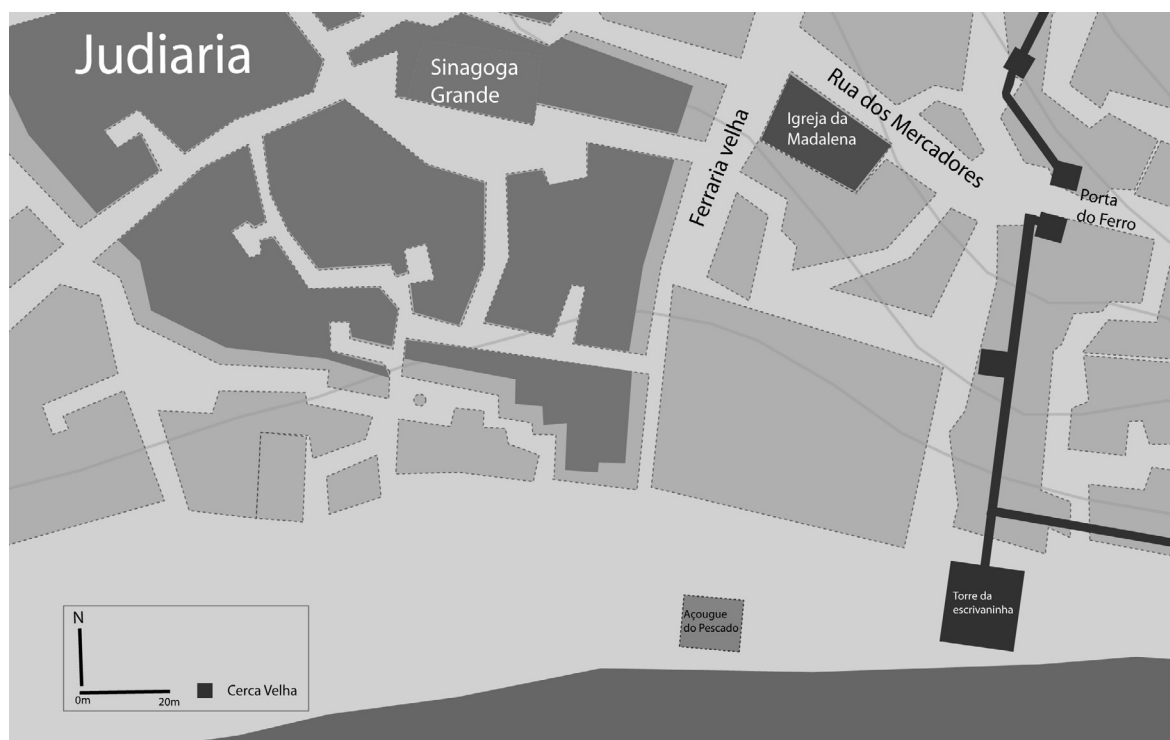 Judiaria
Sinagoga
Grande
Igreja da
Madalena
Rua dos Mercadores
Ferraria velha
Porta
do Ferro
Torre da
escrivaninha
Açougue
do Pescado
N
0m
20m
Cerca Velha